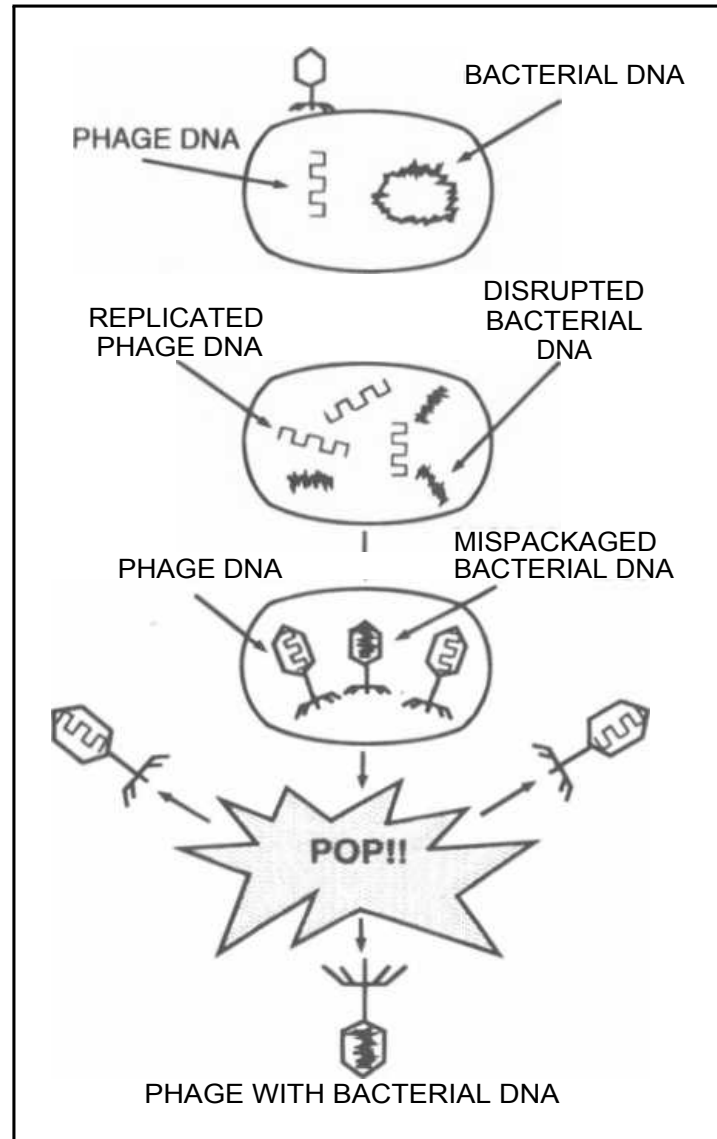 BACTERIAL DNA
PHAGE DNA
REPLICATED
PHAGE DNA
DISRUPTED
BACTERIAL
DNA
PHAGE DNA
MISPACKAGED
BACTERIAL DNA
POP!!
PHAGE WITH BACTERIAL DNA